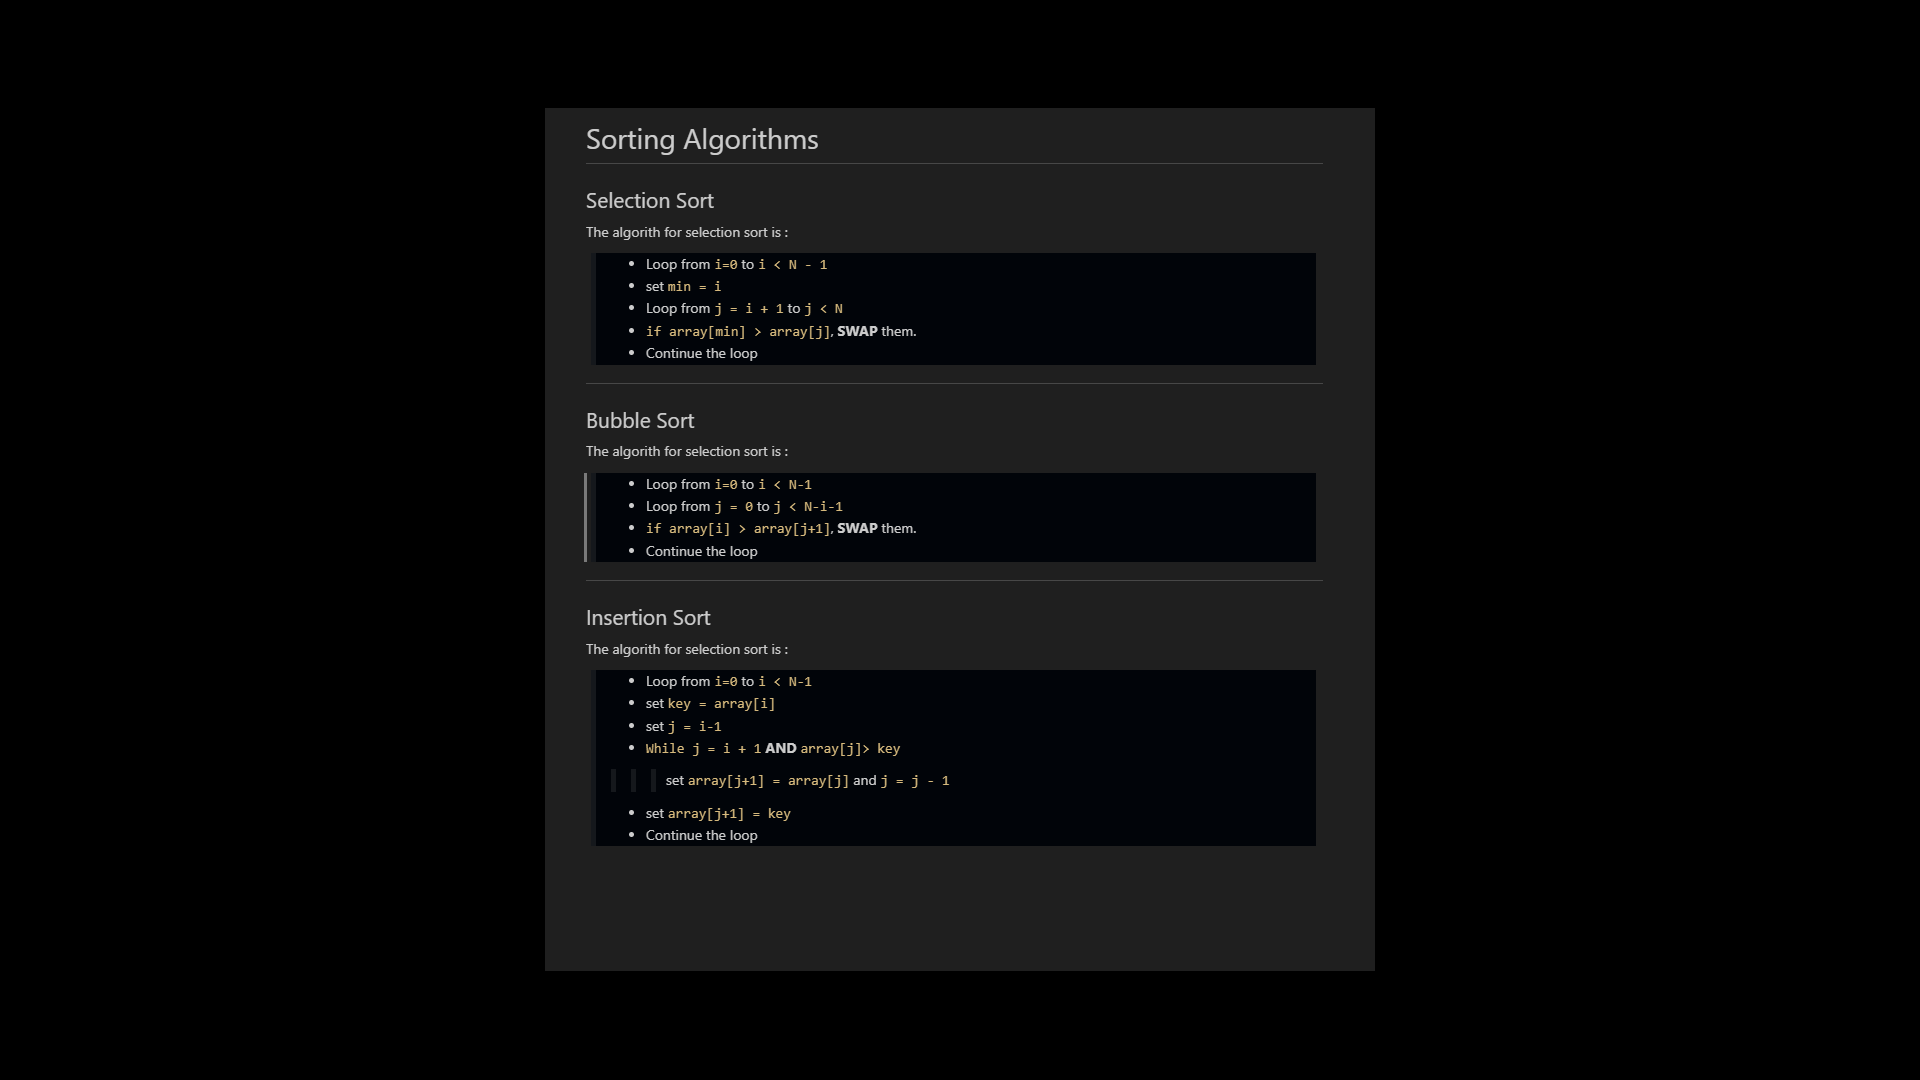 Sorting Algorithms
Selection Sort
The algorith for selection sort is :
Loop from i=0 to i < N - 1
set min = i
Loop from j = i + 1 to j < N
if array[min] > array[j], SWAP them.
Continue the loop
Bubble Sort
The algorith for selection sort is :
Loop from i=0 to i < N-1
Loop from j = 0 to j < N-i-1
if array[i] > array[j+1], SWAP them.
Continue the loop
Insertion Sort
The algorith for selection sort is :
Loop from i=0 to i < N-1
set key = array[i]
set j = i-1
While j = i + 1 AND array[j]> key
set array[j+1] = array[j] and j = j - 1
set array[j+1] = key
Continue the loop